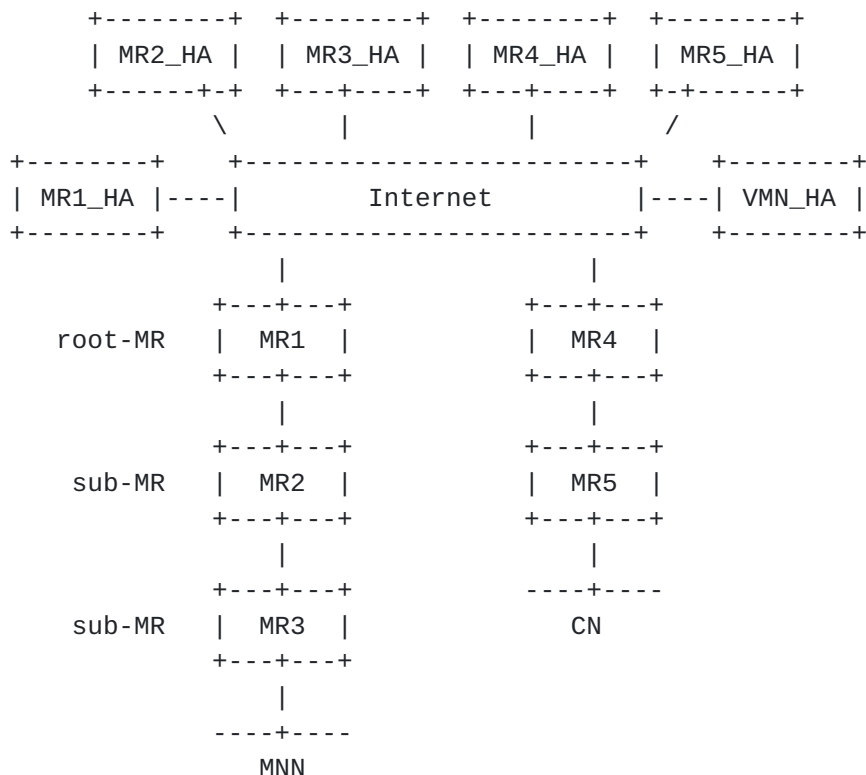 MR2_HA MR3_HA MR4_HA MR5_HA
MR1_HA Internet VMN_HA
root-MR MR1 MR4
sub-MR MR2 MR5
sub-MR MR3 CN
MNN